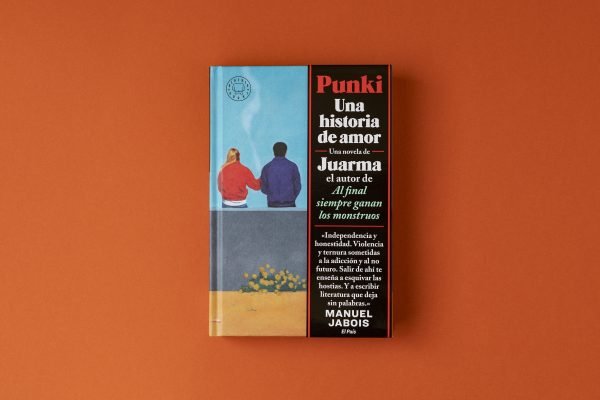 Punki
Una
historia
de amor
Una novela de
Juarma
el autor de
Al final
siempre ganan
los monstruos
«Independencia y
honestidad. Violencia
y ternura sometidas
a la adicción y al no
futuro. Salir de ahí te
enseña a esquivar las
hostias. Y a escribir
literatura que deja
sin palabras.»
MANUEL
JABOIS
El País